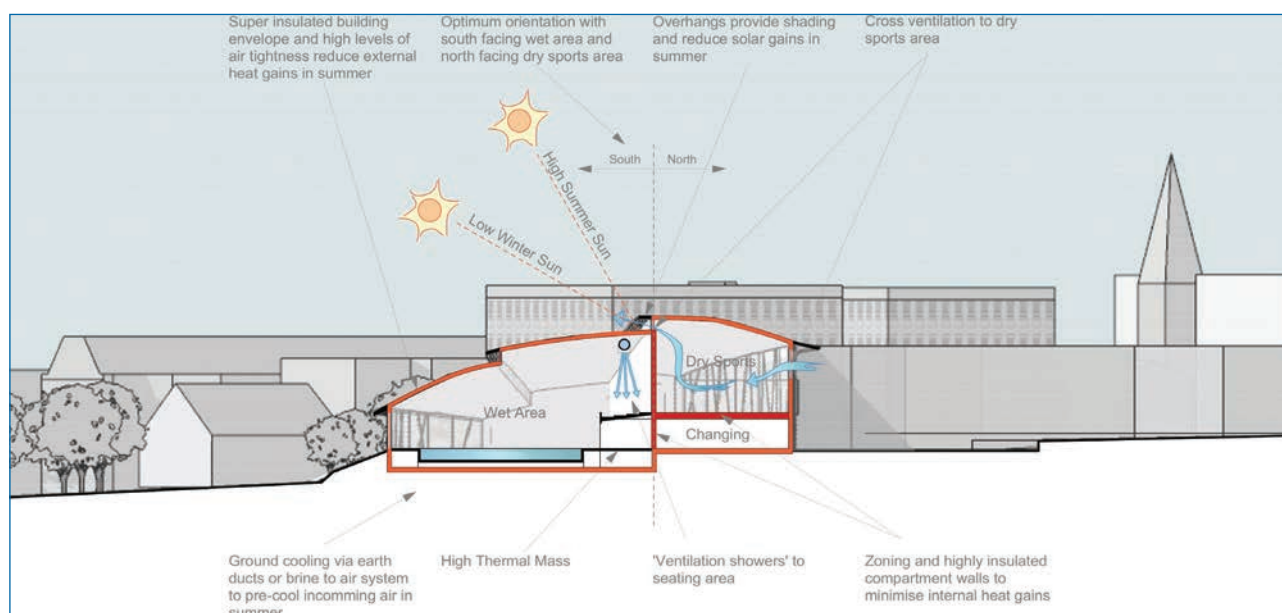 Super insulated building
envelope and high levels of
air tightness reduce external
heat gains in summer
Optimum orientation with
south facing wet area and
north facing dry sports area
Overhangs provide shading
and reduce solar gains in
summer
Cross ventilation to dry
sports area
South
North
High Summer Sun
Low Winter Sun
Dry Sports
Wet Area
Changing
Ground cooling via earth
ducts or brine to air system
to pre-cool incomming air in
summer
High Thermal Mass
'Ventilation showers' to
seating area
Zoning and highly insulated
compartment walls to
minimise internal heat gains